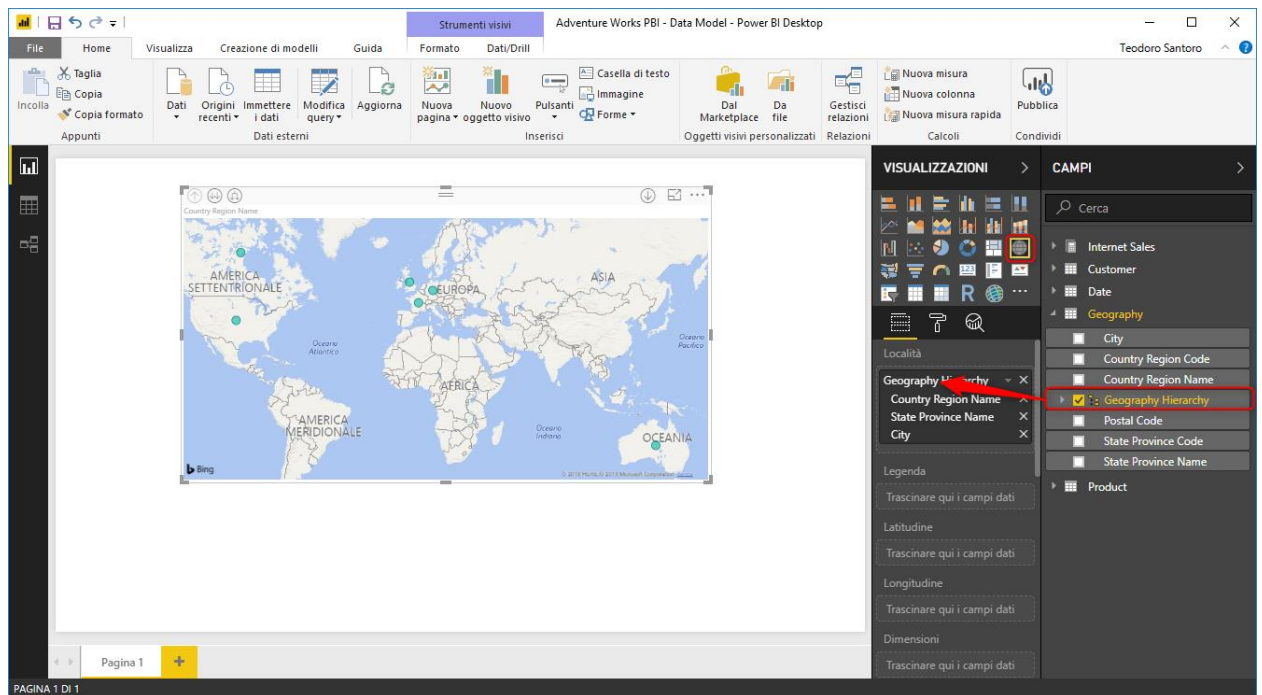 Strumenti visivi
Adventure Works PBI - Data Model - Power BI Desktop
File Home Visualizza Creazione di modelli Guida Formato Dati/Drill Teodoro Santoro
Incolla
Taglia
Copia
Copia formato
Appunti
Dati
Origini recenti
Immettere i dati
Modifica query
Aggiorna
Dati esterni
Nuova pagina
Nuovo oggetto visivo
Pulsanti
Casella di testo
Immagine
Forme
Inserisci
Dal Marketplace
Da file
Oggetti visivi personalizzati
Gestisci relazioni
Relazioni
Nuova misura
Nuova colonna
Nuova misura rapida
Calcoli
Pubblica
Condividi
Country Region Name
AMERICA
SETTENTRIONALE
EUROPA
ASIA
Oceano
Atlantico
Oceano
Pacifico
AFRICA
AMERICA
MERIDIONALE
Oceano
Indiano
OCEANIA
Bing
VISUALIZZAZIONI
R
123
Località
Geography Hierarchy
Country Region Name
State Province Name
City
Legenda
Trascinare qui i campi dati
Latitudine
Trascinare qui i campi dati
Longitudine
Trascinare qui i campi dati
Dimensioni
Trascinare qui i campi dati
CAMPI
Cerca
Internet Sales
Customer
Date
Geography
City
Country Region Code
Country Region Name
Geography Hierarchy
Postal Code
State Province Code
State Province Name
Product
Pagina 1
PAGINA 1 DI 1